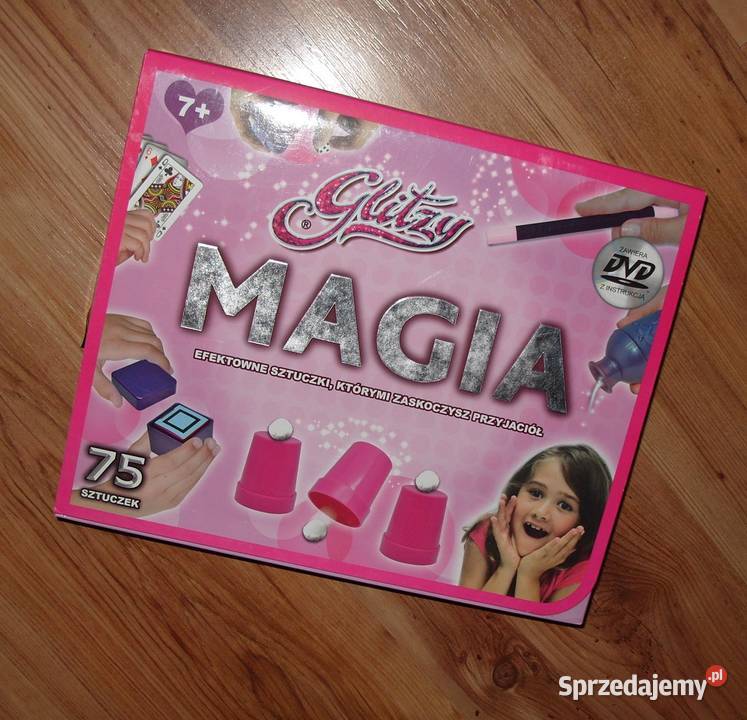 7+
Glitzy
®
MAGIA
EFEKTOWNE SZTUCZKI, KTÓRYMI ZASKOCZYSZ PRZYJACIÓŁ
ZAWIERA
DVD
Z INSTRUKCJĄ
75
SZTUCZEK
Sprzedajemy.pl